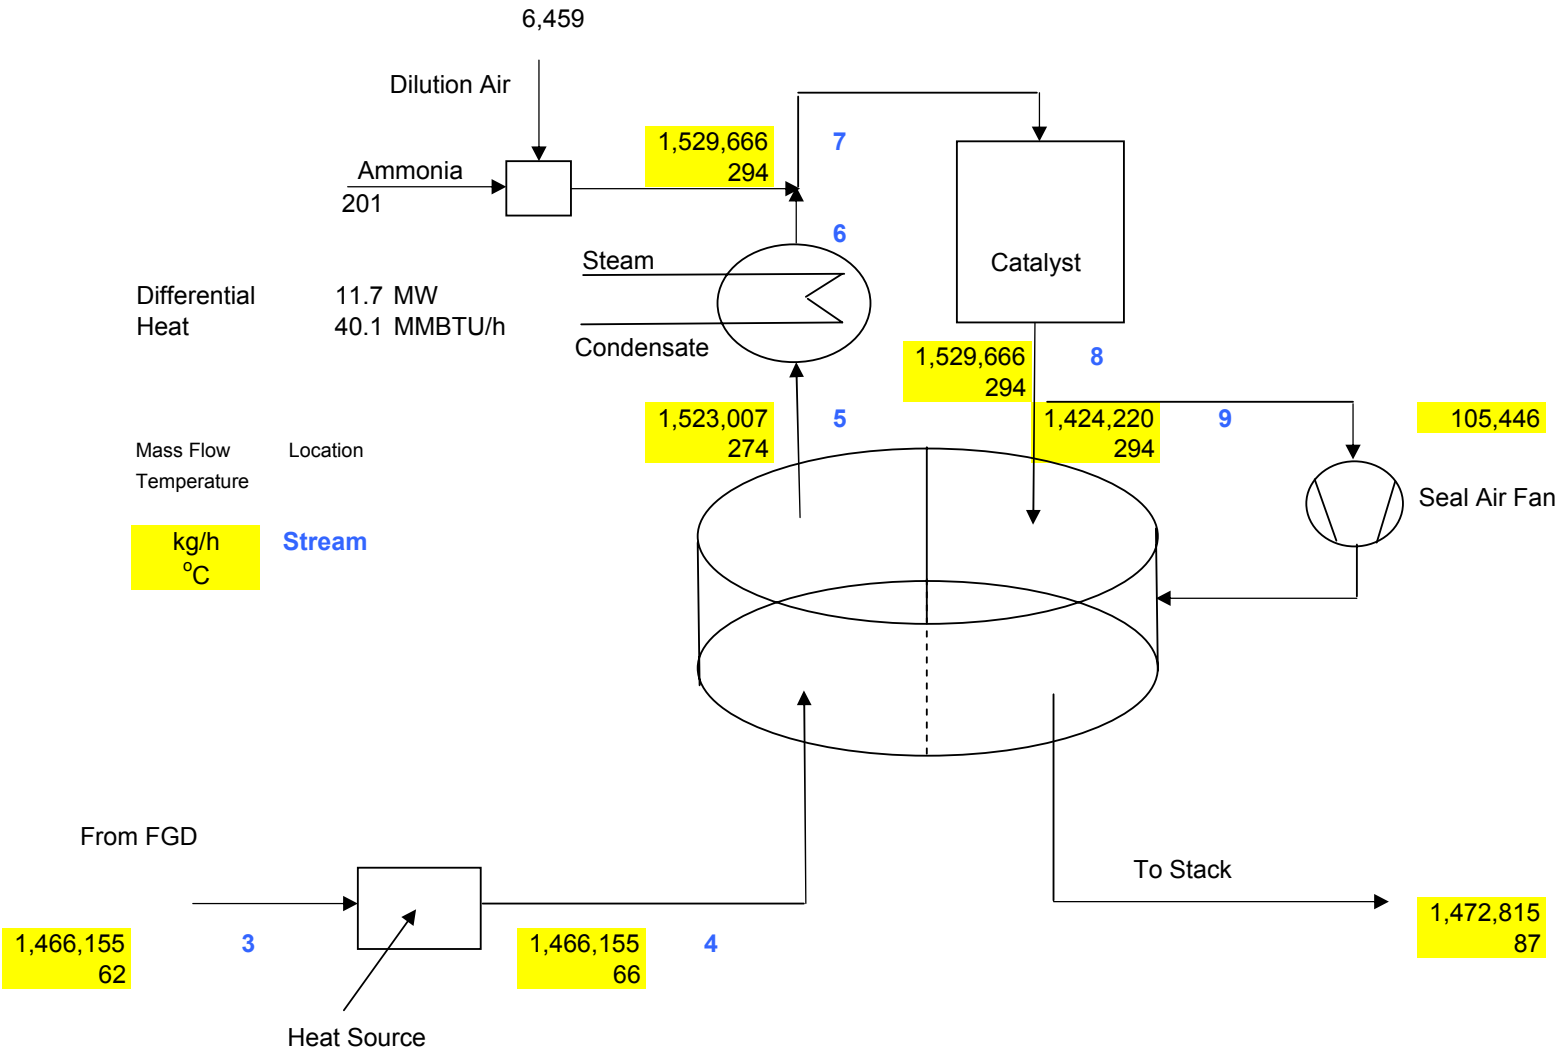 6,459
Dilution Air
1,529,666
294
7
Ammonia
201
6
Steam
Catalyst
Differential 11.7 MW
Heat 40.1 MMBTU/h
Condensate
1,529,666
294
8
1,523,007
274
5
1,424,220
294
9
105,446
Mass Flow Location
Temperature
Seal Air Fan
kg/h
°C
Stream
From FGD
To Stack
1,466,155
62
3
1,466,155
66
4
1,472,815
87
Heat Source